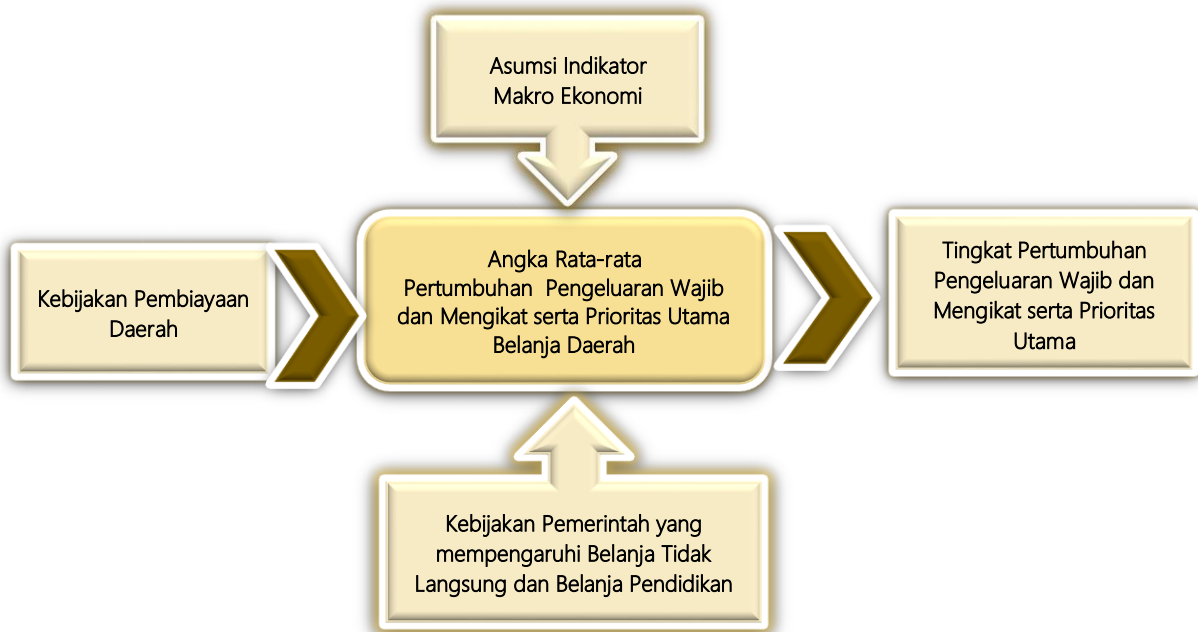 Asumsi Indikator
Makro Ekonomi
Kebijakan Pembiayaan
Daerah
Angka Rata-rata
Pertumbuhan Pengeluaran Wajib
dan Mengikat serta Prioritas Utama
Belanja Daerah
Tingkat Pertumbuhan
Pengeluaran Wajib dan
Mengikat serta Prioritas
Utama
Kebijakan Pemerintah yang
mempengaruhi Belanja Tidak
Langsung dan Belanja Pendidikan